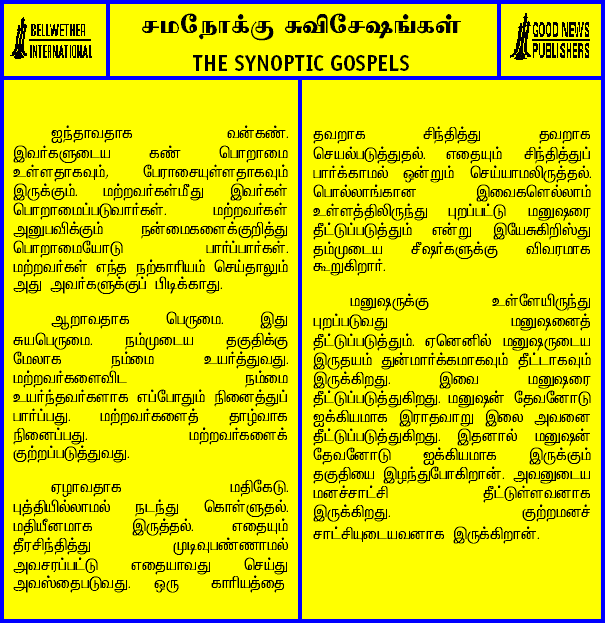 BELLWETHER
INTERNATIONAL
சமநோக்கு சுவிசேஷங்கள்
THE SYNOPTIC GOSPELS
GOOD NEWS
PUBLISHERS
ஐந்தாவதாக வன்கண்.
இவர்களுடைய கண் பொறாமை
உள்ளதாகவும், பேராசையுள்ளதாகவும்
இருக்கும். மற்றவர்கள்மீது இவர்கள்
பொறாமைப்படுவார்கள். மற்றவர்கள்
அனுபவிக்கும் நன்மைகளைக்குறித்து
பொறாமையோடு பார்ப்பார்கள்.
மற்றவர்கள் எந்த நற்காரியம் செய்தாலும்
அது அவர்களுக்குப் பிடிக்காது.
ஆறாவதாக பெருமை. இது
சுயபெருமை. நம்முடைய தகுதிக்கு
மேலாக நம்மை உயர்த்துவது.
மற்றவர்களைவிட நம்மை
உயர்ந்தவர்களாக எப்போதும் நினைத்துப்
பார்ப்பது. மற்றவர்களைத் தாழ்வாக
நினைப்பது. மற்றவர்களைக்
குற்றப்படுத்துவது.
ஏழாவதாக மதிகேடு.
புத்தியில்லாமல் நடந்து கொள்ளுதல்.
மதியீனமாக இருத்தல். எதையும்
தீரசிந்தித்து முடிவுபண்ணாமல்
அவசரப்பட்டு எதையாவது செய்து
அவஸ்தைபடுவது. ஒரு காரியத்தை
தவறாக சிந்தித்து தவறாக
செயல்படுத்துதல். எதையும் சிந்தித்துப்
பார்க்காமல் ஒன்றும் செய்யாமலிருத்தல்.
பொல்லாங்கான இவைகளெல்லாம்
உள்ளத்திலிருந்து புறப்பட்டு மனுஷரை
தீட்டுப்படுத்தும் என்று இயேசுகிறிஸ்து
தம்முடைய சீஷர்களுக்கு விவரமாக
கூறுகிறார்.
மனுஷருக்கு உள்ளேயிருந்து
புறப்படுவது மனுஷனைத்
தீட்டுப்படுத்தும். ஏனெனில் மனுஷருடைய
இருதயம் துன்மார்க்கமாகவும் தீட்டாகவும்
இருக்கிறது. இவை மனுஷரை
தீட்டுப்படுத்துகிறது. மனுஷன் தேவனோடு
ஐக்கியமாக இராதவாறு இலை அவனை
தீட்டுப்படுத்துகிறது. இதனால் மனுஷன்
தேவனோடு ஐக்கியமாக இருக்கும்
தகுதியை இழந்துபோகிறான். அவனுடைய
மனச்சாட்சி தீட்டுள்ளவனாக
இருக்கிறது. குற்றமனச்
சாட்சியுடையவனாக இருக்கிறான்.